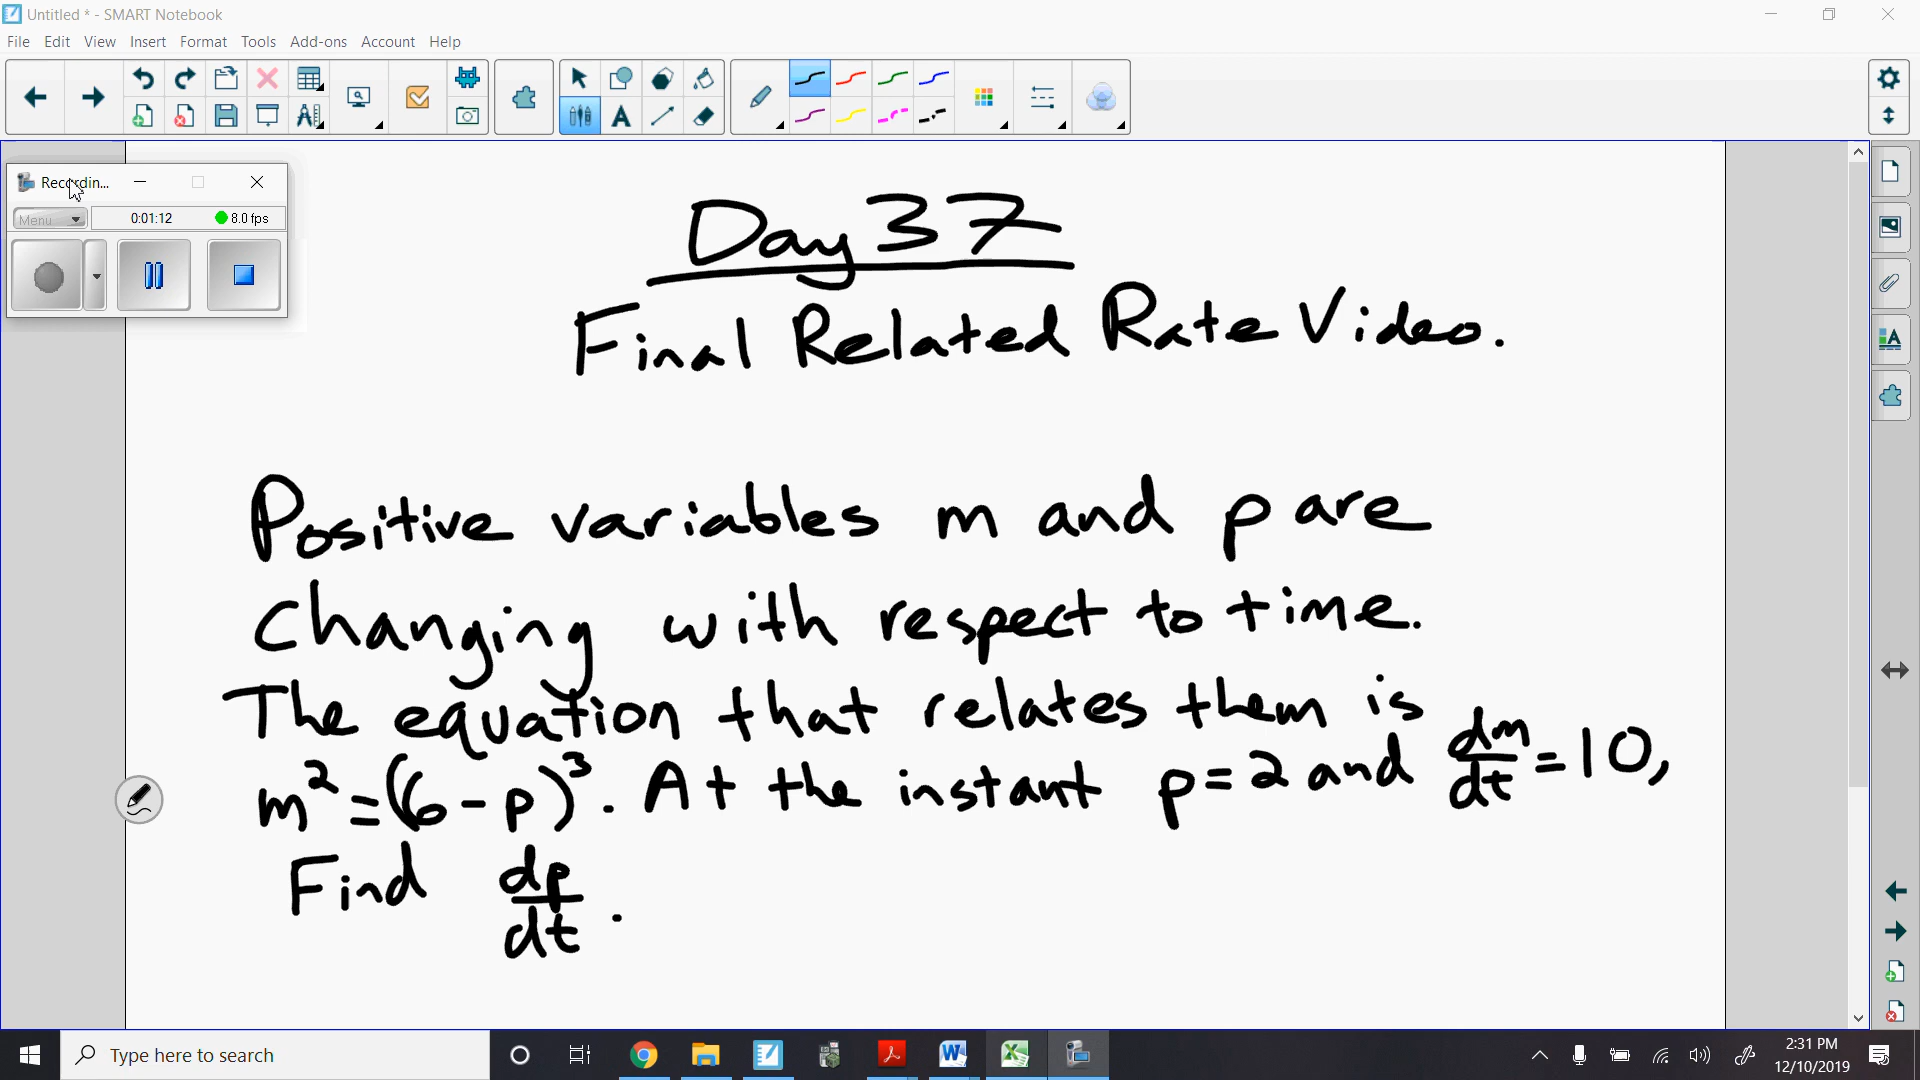 Untitled * - SMART Notebook
File Edit View Insert Format Tools Add-ons Account Help
Recordin...
Menu 0:01:12 8.0 fps
Day 37
Final Related Rate Video.
Positive variables m and p are
changing with respect to time.
The equation that relates them is
m²=(6-p)³. At the instant p=2 and dm/dt=10,
Find dp/dt.
Type here to search
2:31 PM
12/10/2019